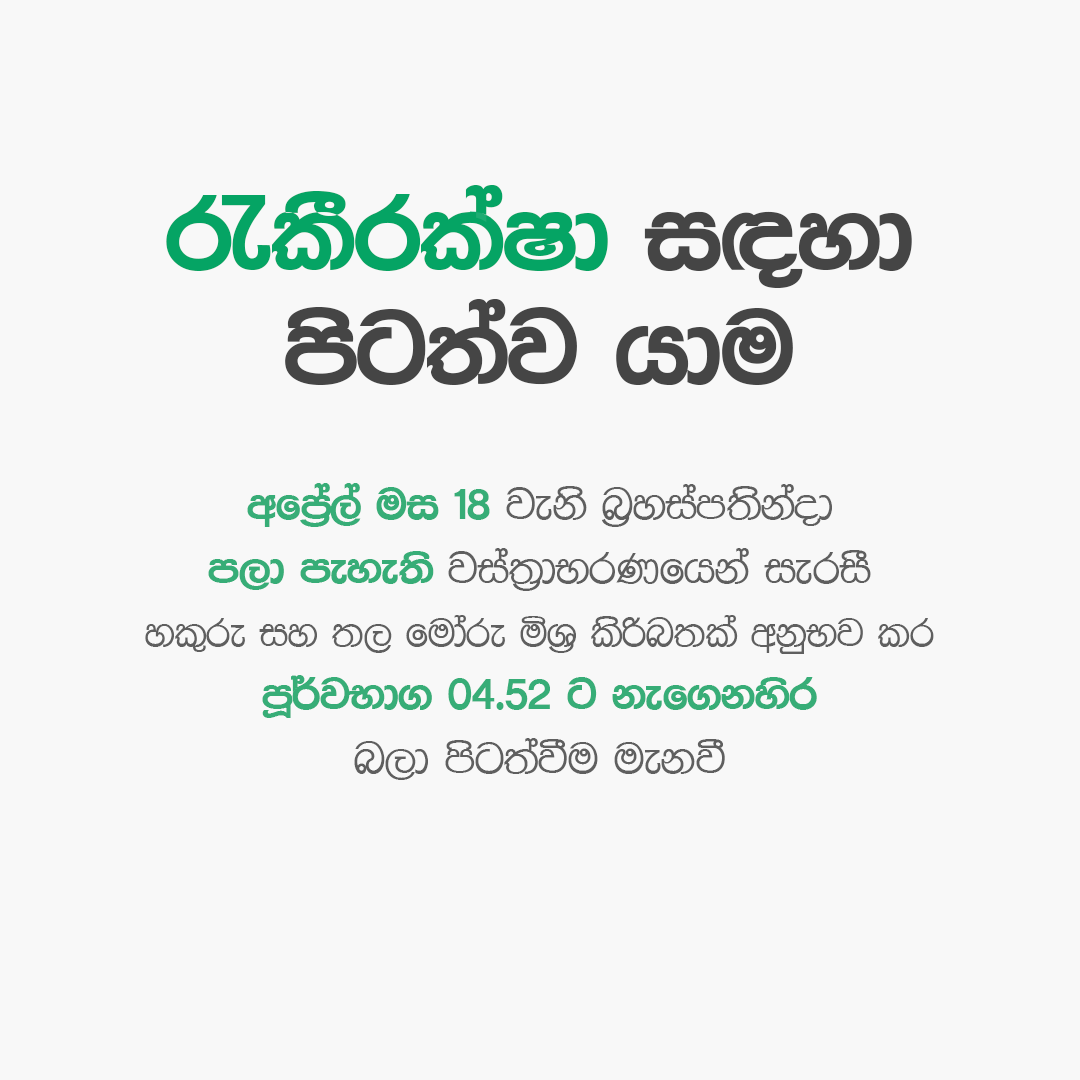 රැකීරක්ෂා සඳහා
පිටත්ව යාම
අප්‍රේල් මස 18 වැනි බ්‍රහස්පතින්දා
පලා පැහැති වස්ත්‍රාභරණයෙන් සැරසී
හකුරු සහ තල මෝරු මිශ්‍ර කිරිබතක් අනුභව කර
පූර්වභාග 04.52 ට නැගෙනහිර
බලා පිටත්වීම මැනවී